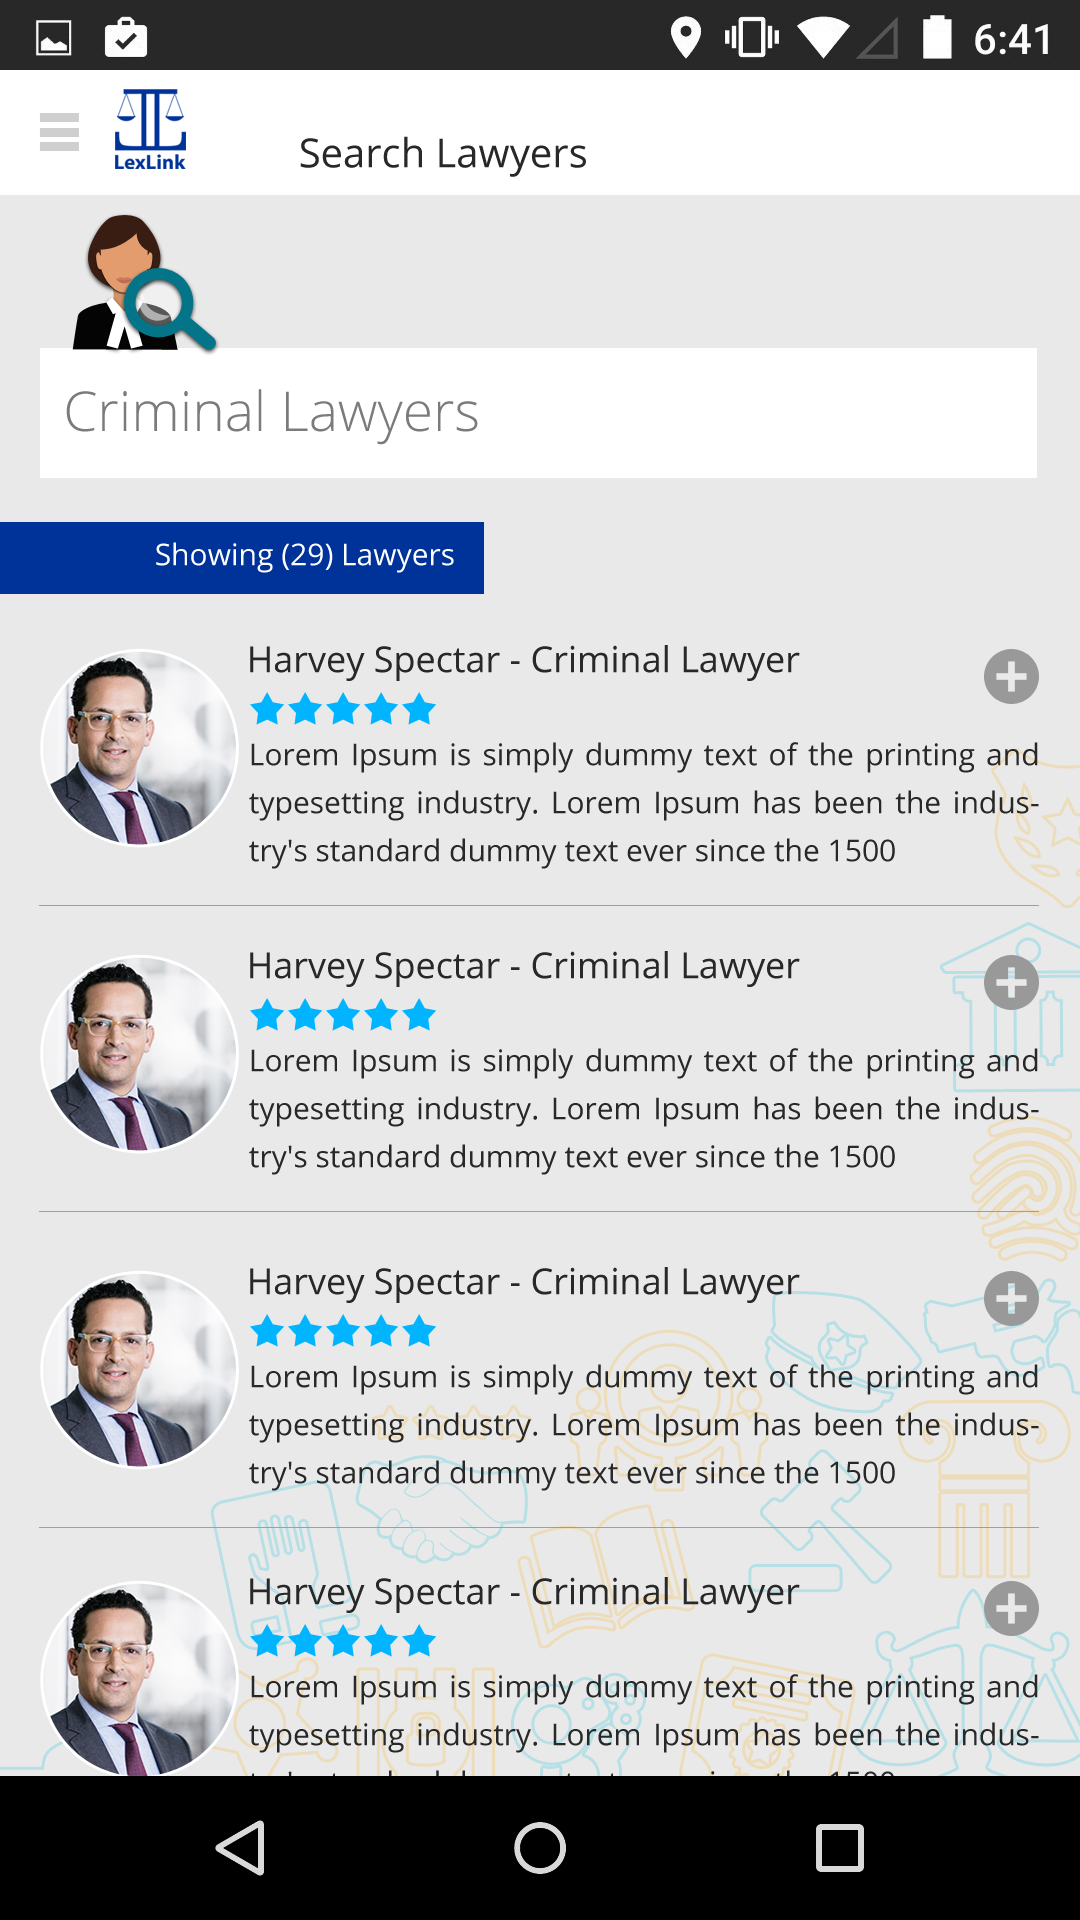 6:41
LexLink
Search Lawyers
Criminal Lawyers
Showing (29) Lawyers
Harvey Spectar - Criminal Lawyer
Lorem Ipsum is simply dummy text of the printing and
typesetting industry. Lorem Ipsum has been the indus-
try's standard dummy text ever since the 1500
Harvey Spectar - Criminal Lawyer
Lorem Ipsum is simply dummy text of the printing and
typesetting industry. Lorem Ipsum has been the indus-
try's standard dummy text ever since the 1500
Harvey Spectar - Criminal Lawyer
Lorem Ipsum is simply dummy text of the printing and
typesetting industry. Lorem Ipsum has been the indus-
try's standard dummy text ever since the 1500
Harvey Spectar - Criminal Lawyer
Lorem Ipsum is simply dummy text of the printing and
typesetting industry. Lorem Ipsum has been the indus-